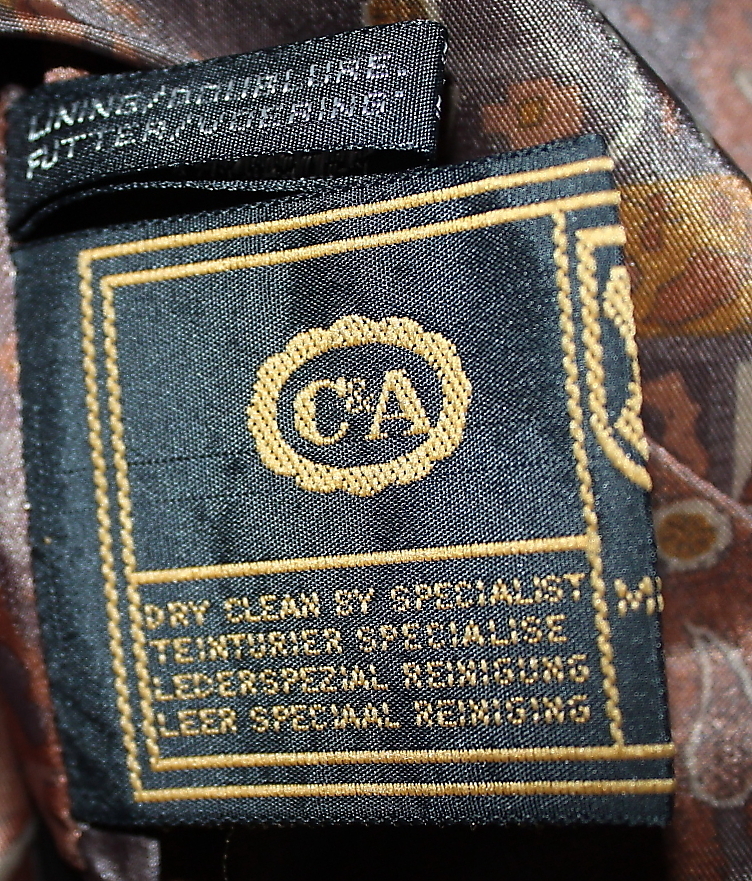 LINING/DOUBLURE.
FUTTER/VOERING.
C&A
DRY CLEAN BY SPECIALIST
TEINTURIER SPECIALISE
LEDERSPEZIAL REINIGUNG
LEER SPECIAAL REINIGING